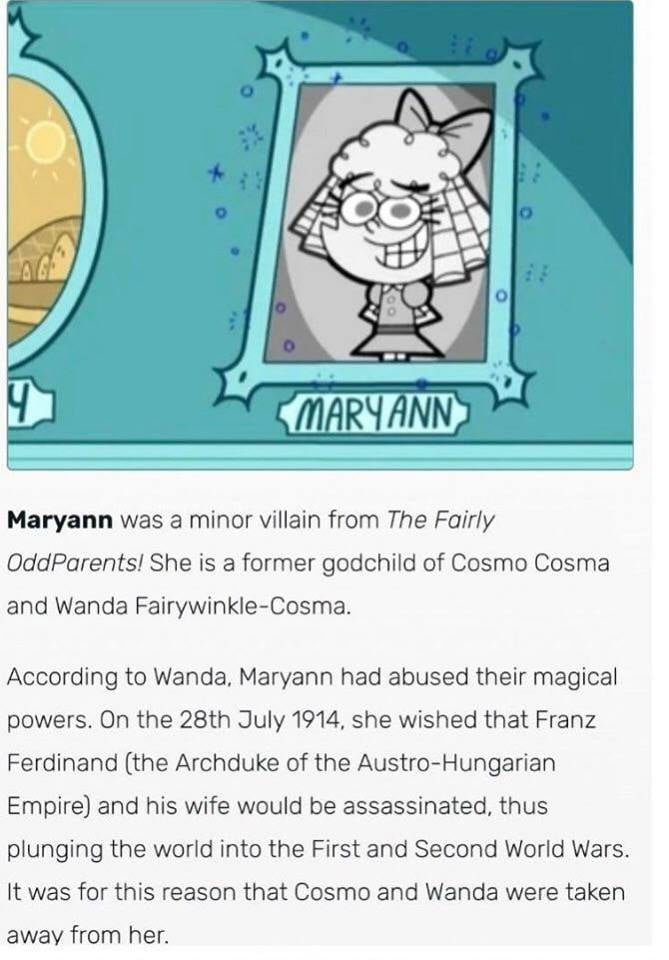 Y
MARY ANN
Maryann was a minor villain from The Fairly
OddParents! She is a former godchild of Cosmo Cosma
and Wanda Fairywinkle-Cosma.
According to Wanda, Maryann had abused their magical
powers. On the 28th July 1914, she wished that Franz
Ferdinand (the Archduke of the Austro-Hungarian
Empire) and his wife would be assassinated, thus
plunging the world into the First and Second World Wars.
It was for this reason that Cosmo and Wanda were taken
away from her.